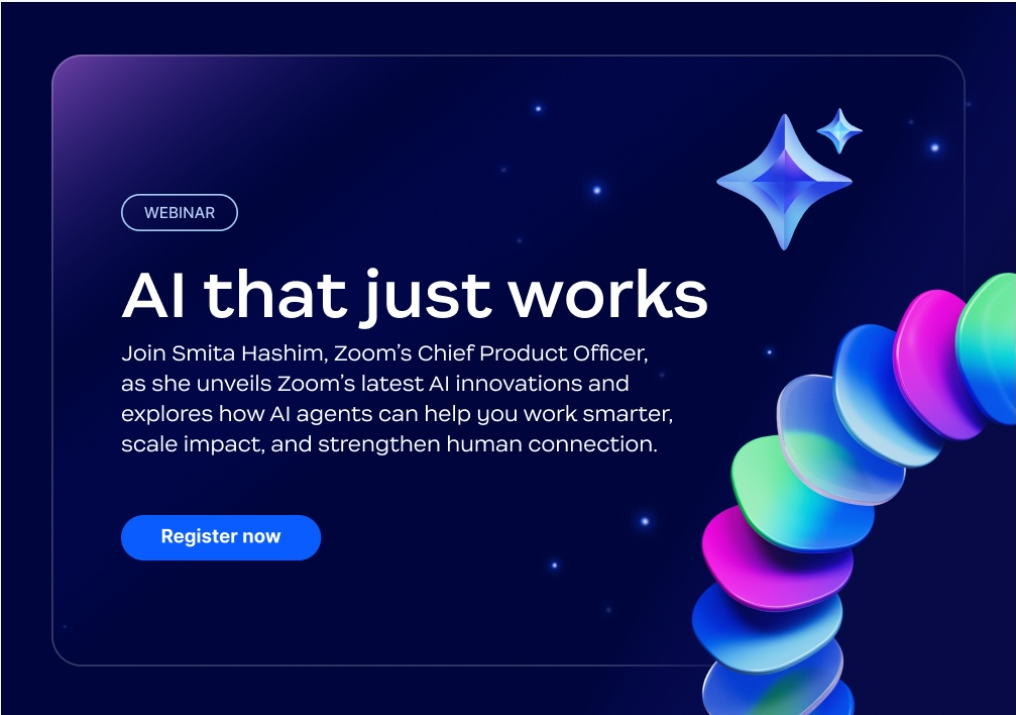 WEBINAR
AI that just works
Join Smita Hashim, Zoom’s Chief Product Officer,
as she unveils Zoom’s latest AI innovations and
explores how AI agents can help you work smarter,
scale impact, and strengthen human connection.
Register now